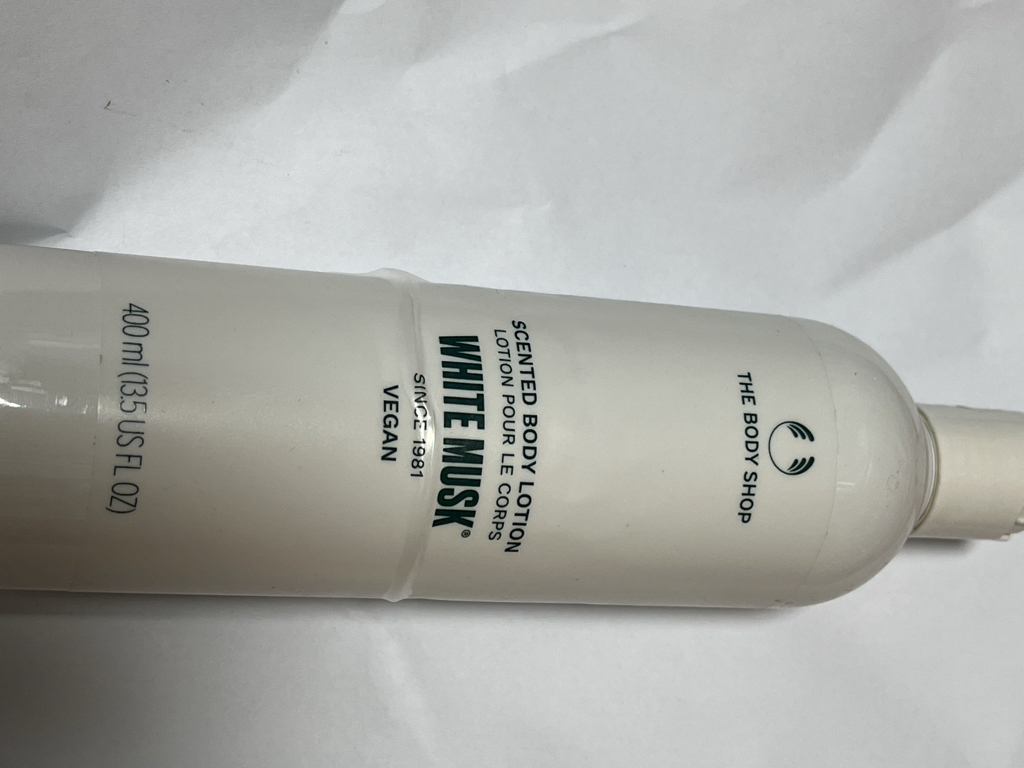 THE BODY SHOP
SCENTED BODY LOTION
LOTION POUR LE CORPS
WHITE MUSK®
SINCE 1981
VEGAN
400 ml (13.5 US FL OZ)